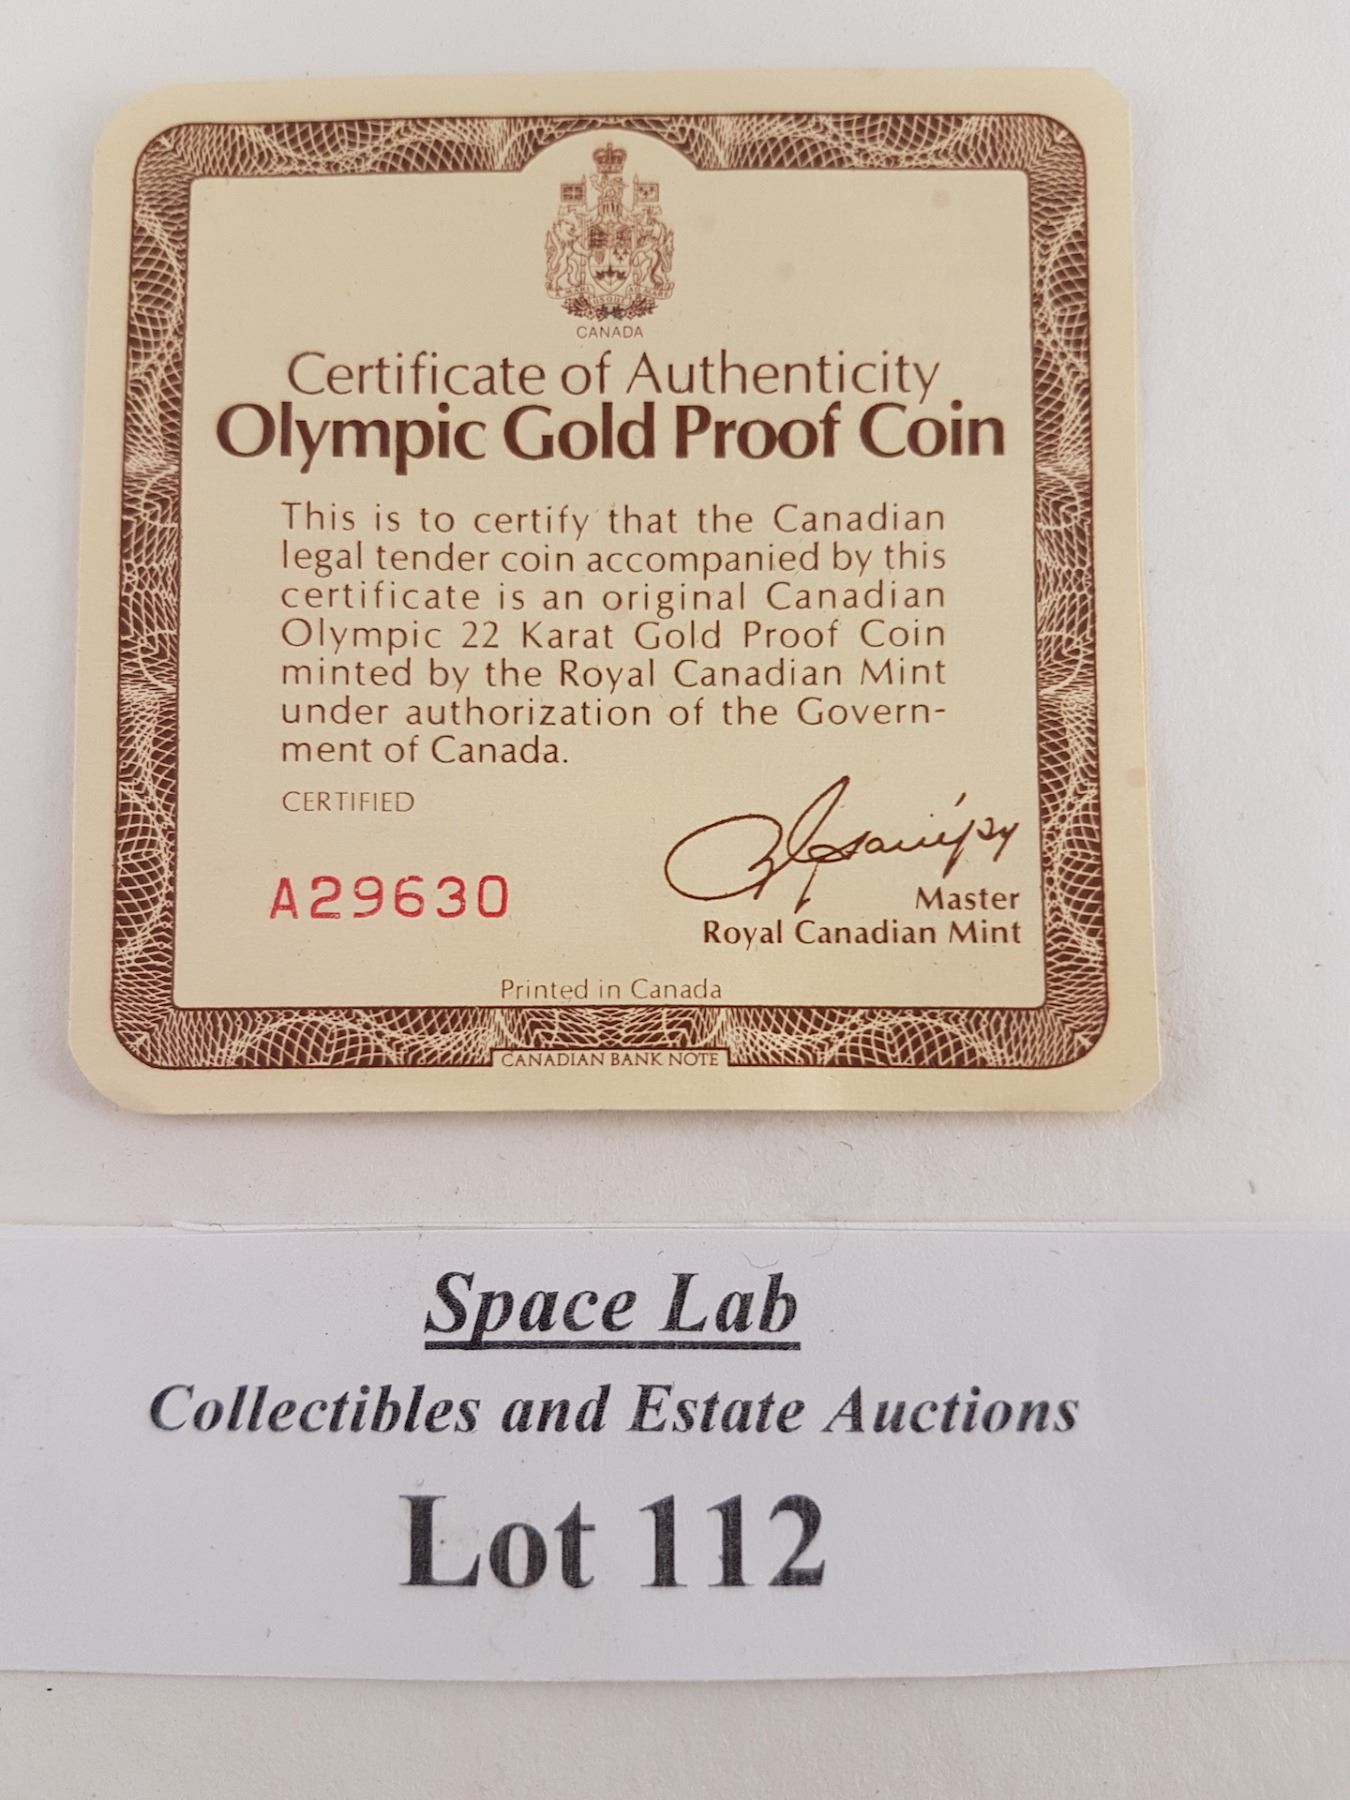 CANADA
Certificate of Authenticity
Olympic Gold Proof Coin
This is to certify that the Canadian
legal tender coin accompanied by this
certificate is an original Canadian
Olympic 22 Karat Gold Proof Coin
minted by the Royal Canadian Mint
under authorization of the Govern-
ment of Canada.
CERTIFIED
A29630
Master
Royal Canadian Mint
Printed in Canada
CANADIAN BANK NOTE
Space Lab
Collectibles and Estate Auctions
Lot 112